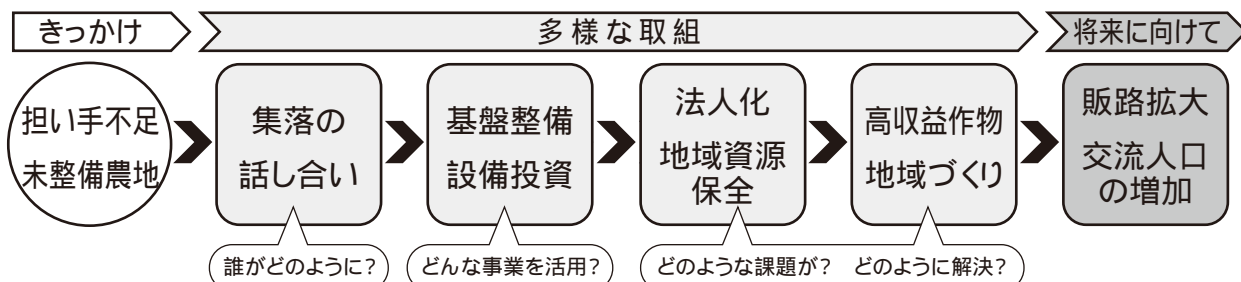 きっかけ
多様な取組
将来に向けて
担い手不足
未整備農地
集落の
話し合い
基盤整備
設備投資
法人化
地域資源
保全
高収益作物
地域づくり
販路拡大
交流人口
の増加
誰がどのように?
どんな事業を活用?
どのような課題が? どのように解決?